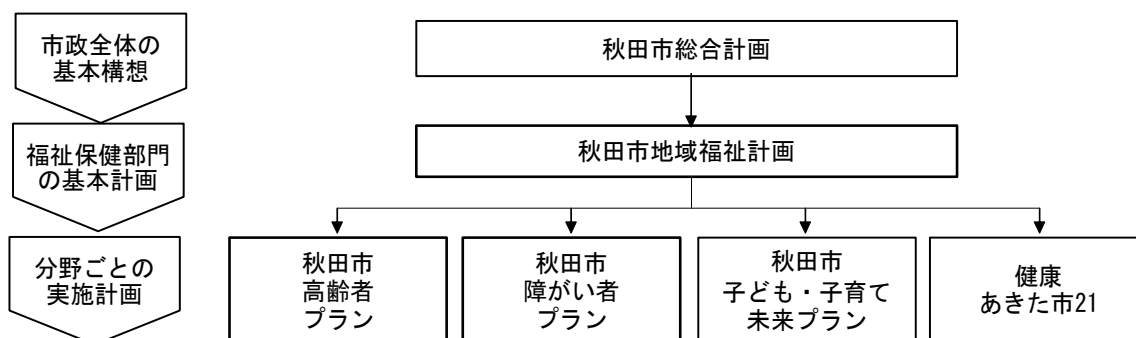 市政全体の
基本構想
秋田市総合計画
福祉保健部門
の基本計画
秋田市地域福祉計画
分野ごとの
実施計画
秋田市
高齢者
プラン
秋田市
障がい者
プラン
秋田市
子ども・子育て
未来プラン
健康
あきた市21